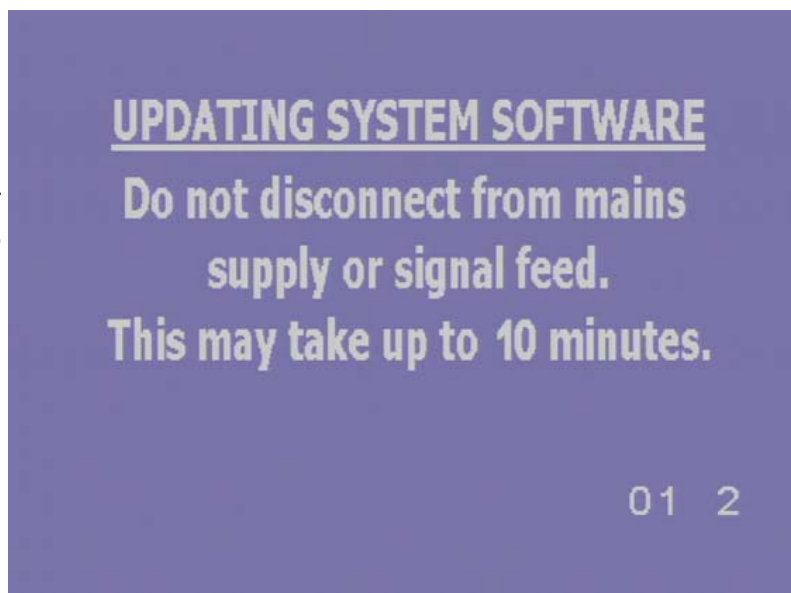 UPDATING SYSTEM SOFTWARE
Do not disconnect from mains
supply or signal feed.
This may take up to 10 minutes.
01 2